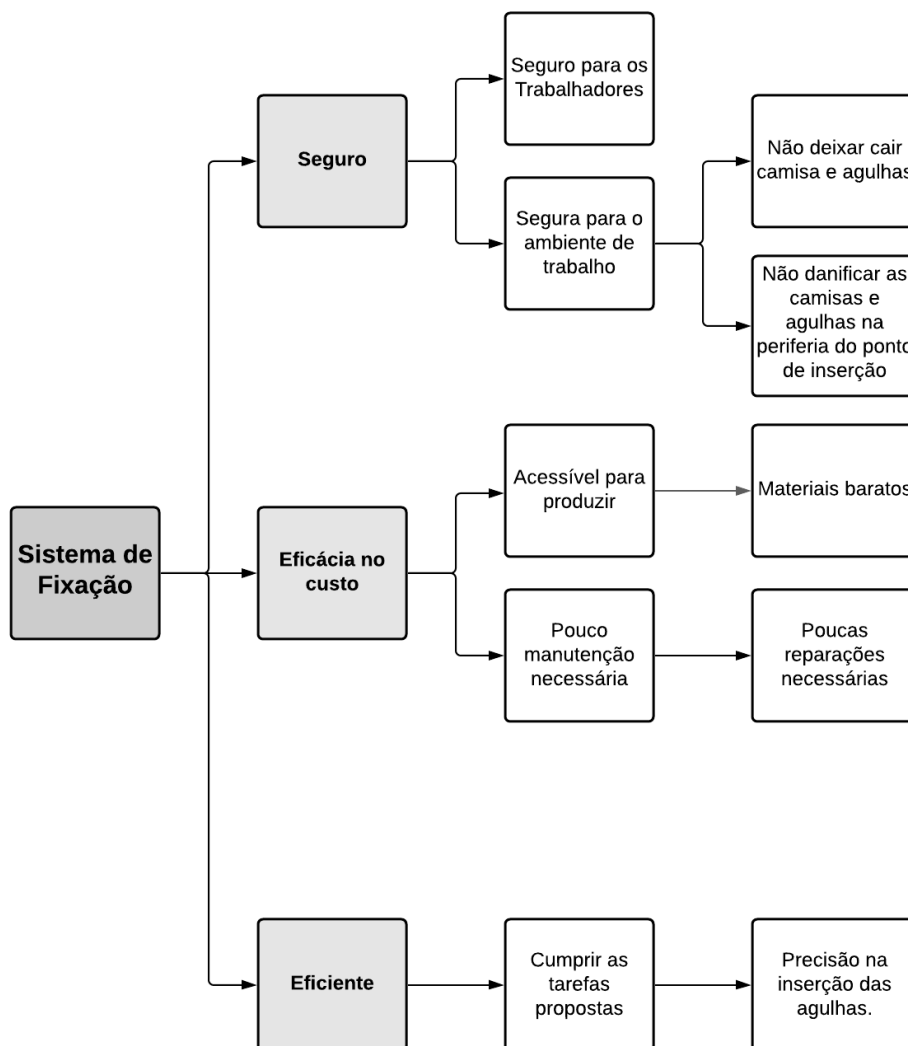 Seguro para os
Trabalhadores
Seguro
Não deixar cair
camisa e agulhas
Segura para o
ambiente de
trabalho
Não danificar as
camisas e
agulhas na
periferia do ponto
de inserção
Sistema de
Fixação
Eficácia no
custo
Acessível para
produzir
Materiais baratos
Pouco
manutenção
necessária
Poucas
reparações
necessárias
Eficiente
Cumprir as
tarefas
propostas
Precisão na
inserção das
agulhas.